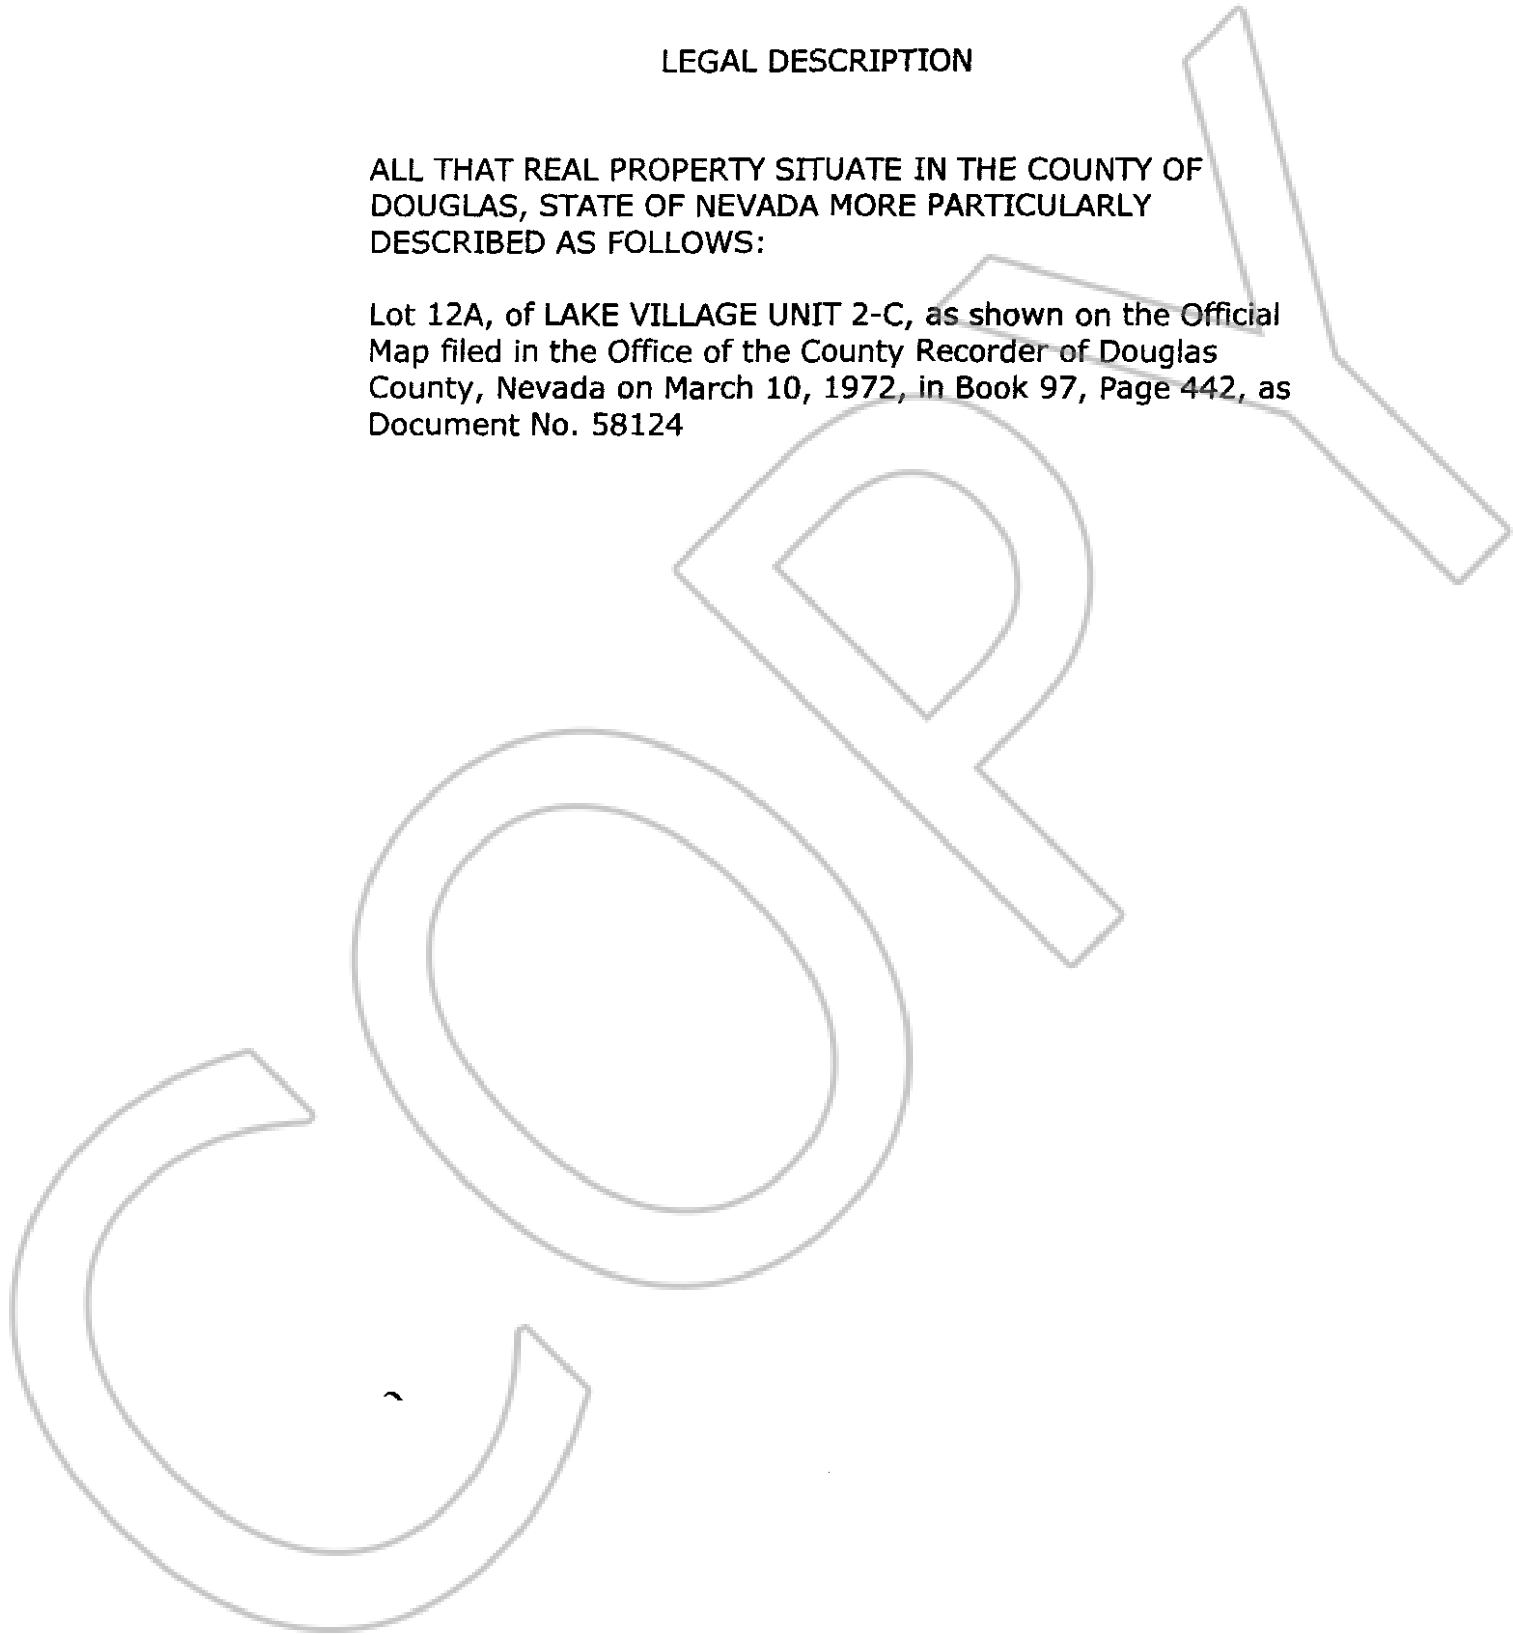 LEGAL DESCRIPTION
ALL THAT REAL PROPERTY SITUATE IN THE COUNTY OF
DOUGLAS, STATE OF NEVADA MORE PARTICULARLY
DESCRIBED AS FOLLOWS:
Lot 12A, of LAKE VILLAGE UNIT 2-C, as shown on the Official
Map filed in the Office of the County Recorder of Douglas
County, Nevada on March 10, 1972, in Book 97, Page 442, as
Document No. 58124
COPY